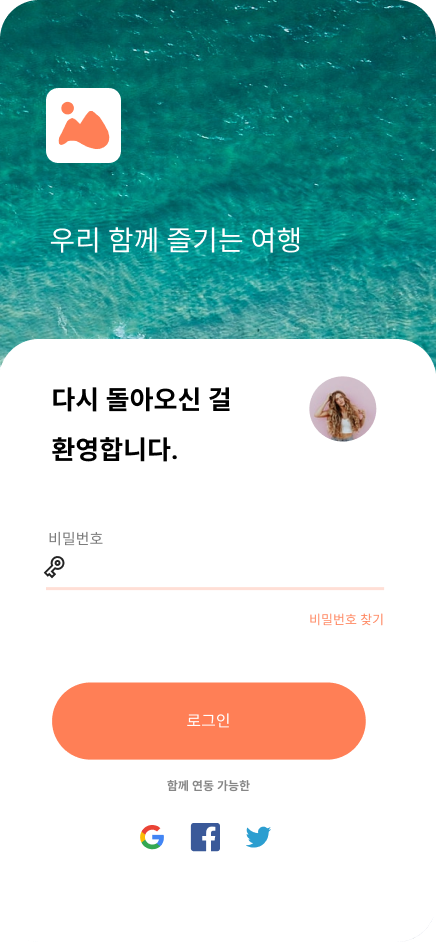 우리 함께 즐기는 여행
다시 돌아오신 걸
환영합니다.
비밀번호
비밀번호 찾기
로그인
함께 연동 가능한